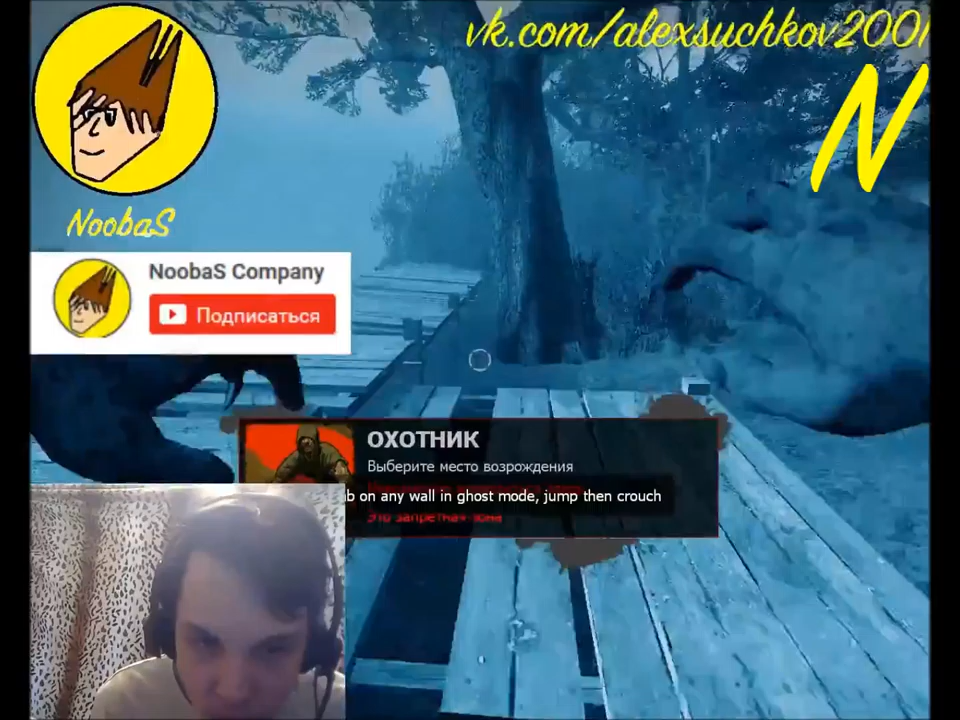 vk.com/alexsuchkov2001
N
NoobaS
NoobaS Company
Подписаться
ОХОТНИК
Выберите место возрождения
on any wall in ghost mode, jump then crouch
Это запретная зона